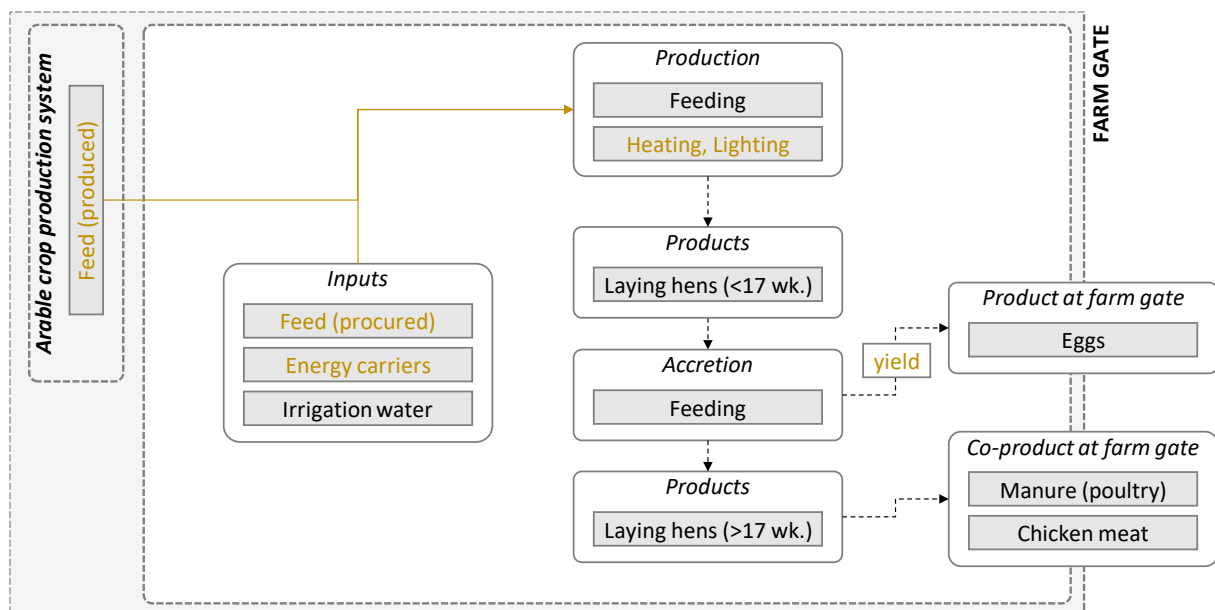 Arable crop production system
Feed (produced)
Inputs
Feed (procured)
Energy carriers
Irrigation water
Production
Feeding
Heating, Lighting
Products
Laying hens (<17 wk.)
Accretion
Feeding
Products
Laying hens (>17 wk.)
yield
Product at farm gate
Eggs
Co-product at farm gate
Manure (poultry)
Chicken meat
FARM GATE